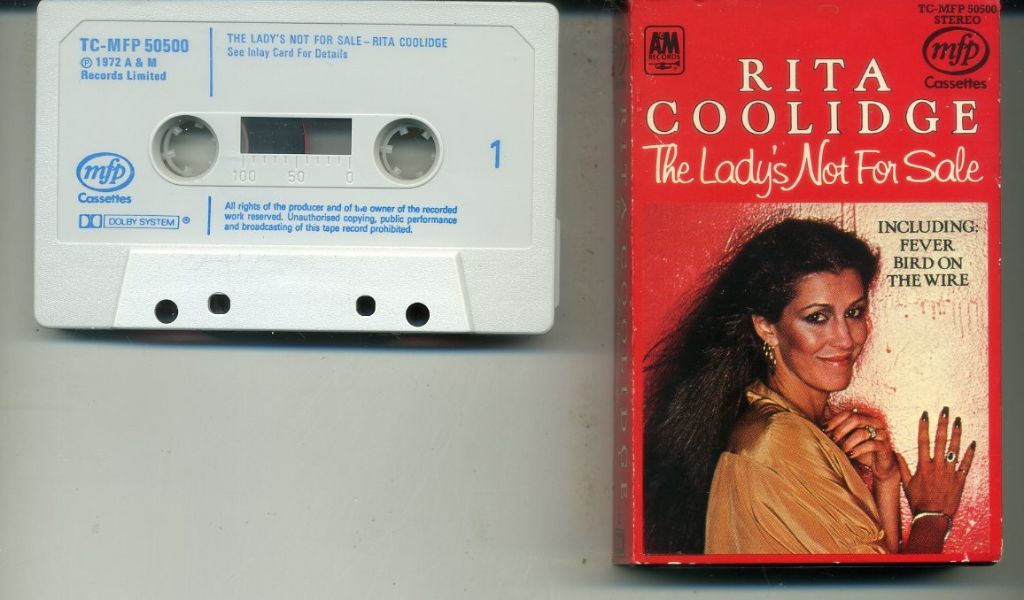 TC-MFP 50500
℗ 1972 A & M
Records Limited
THE LADY'S NOT FOR SALE – RITA COOLIDGE
See Inlay Card For Details
100 50 0
1
mfp
Cassettes
DOLBY SYSTEM ®
All rights of the producer and of the owner of the recorded
work reserved. Unauthorised copying, public performance
and broadcasting of this tape record prohibited.
TC-MFP 50500
STEREO
A&M
RECORDS
mfp
Cassettes
RITA
COOLIDGE
The Lady's Not For Sale
INCLUDING:
FEVER
BIRD ON
THE WIRE
RITA COOLIDGE